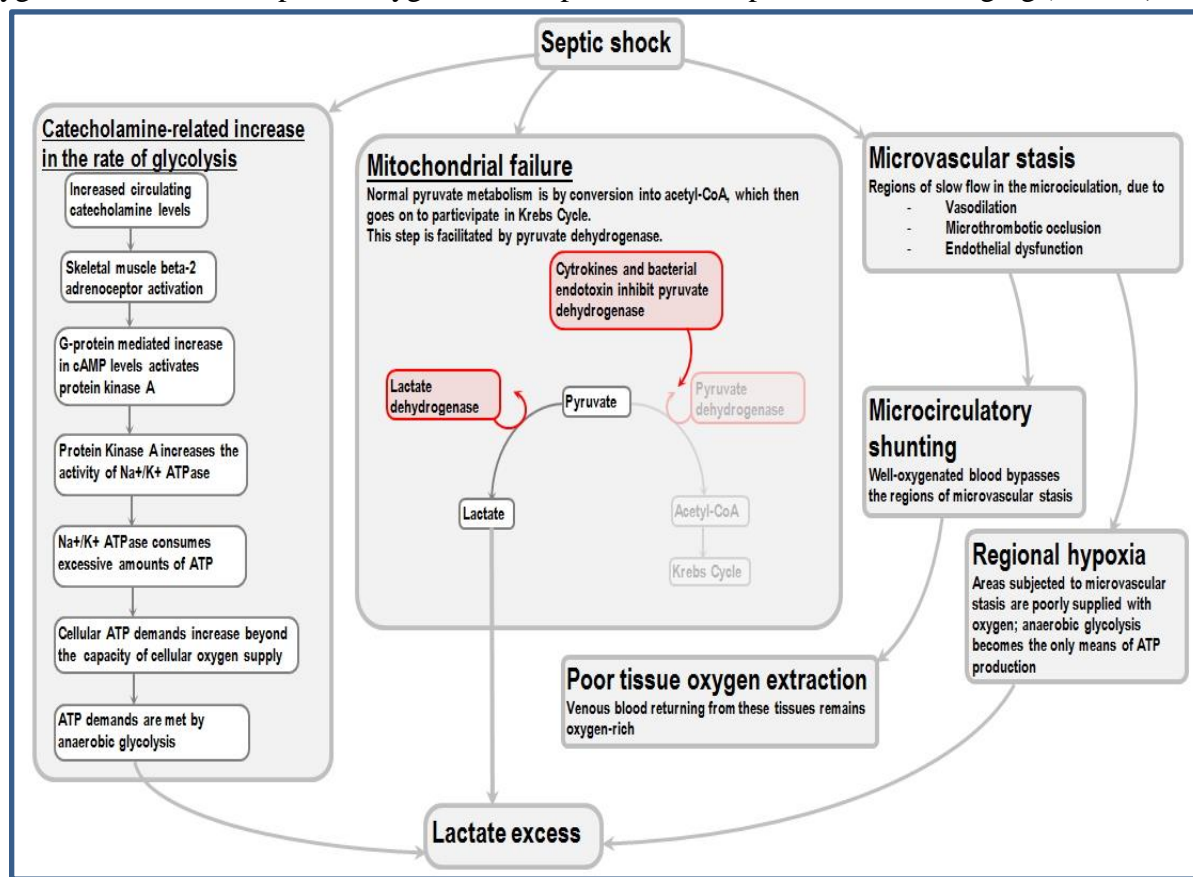 Septic shock
Catecholamine-related increase
in the rate of glycolysis
Increased circulating
catecholamine levels
Skeletal muscle beta-2
adrenoceptor activation
G-protein mediated increase
in cAMP levels activates
protein kinase A
Protein Kinase A increases the
activity of Na+/K+ ATPase
Na+/K+ ATPase consumes
excessive amounts of ATP
Cellular ATP demands increase beyond
the capacity of cellular oxygen supply
ATP demands are met by
anaerobic glycolysis
Mitochondrial failure
Normal pyruvate metabolism is by conversion into acetyl-CoA, which then
goes on to particivipate in Krebs Cycle.
This step is facilitated by pyruvate dehydrogenase.
Cytrokines and bacterial
endotoxin inhibit pyruvate
dehydrogenase
Lactate
dehydrogenase
Pyruvate
Pyruvate
dehydrogenase
Lactate
Acetyl-CoA
Krebs Cycle
Microvascular stasis
Regions of slow flow in the microciculation, due to
- Vasodilation
- Microthrombotic occlusion
- Endothelial dysfunction
Microcirculatory
shunting
Well-oxygenated blood bypasses
the regions of microvascular stasis
Regional hypoxia
Areas subjected to microvascular
stasis are poorly supplied with
oxygen; anaerobic glycolysis
becomes the only means of ATP
production
Poor tissue oxygen extraction
Venous blood returning from these tissues remains
oxygen-rich
Lactate excess